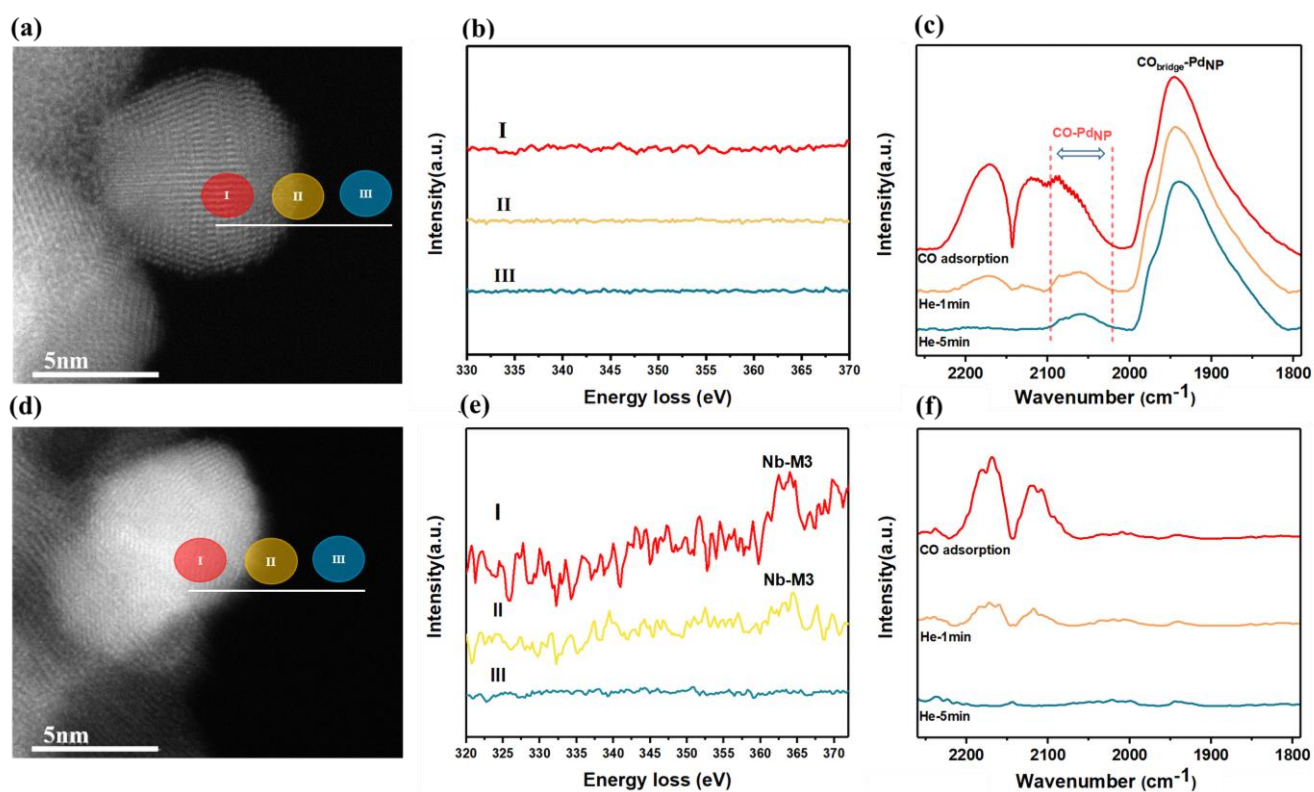 (a)
I
II
III
5nm
(b)
Intensity(a.u.)
I
II
III
330 335 340 345 350 355 360 365 370
Energy loss (eV)
(c)
Intensity(a.u.)
CObridge-PdNP
CO-PdNP
CO adsorption
He-1min
He-5min
2200 2100 2000 1900 1800
Wavenumber (cm-1)
(d)
I
II
III
5nm
(e)
Intensity(a.u.)
Nb-M3
I
Nb-M3
II
III
320 325 330 335 340 345 350 355 360 365 370
Energy loss (eV)
(f)
Intensity(a.u.)
CO adsorption
He-1min
He-5min
2200 2100 2000 1900 1800
Wavenumber (cm-1)